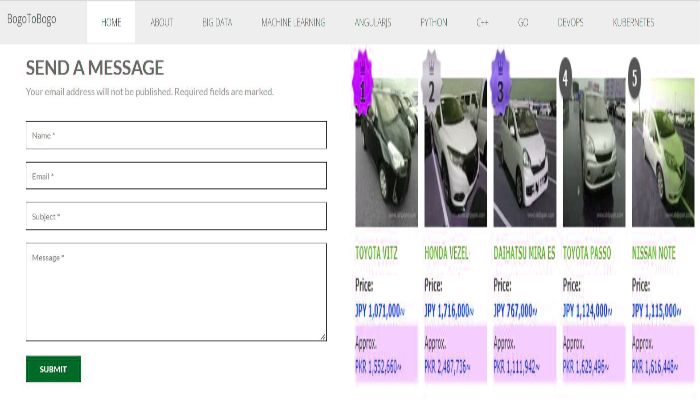 BogoToBogo HOME ABOUT BIG DATA MACHINE LEARNING ANGULARJS PYTHON C++ GO DEVOPS KUBERNETES
SEND A MESSAGE
Your email address will not be published. Required fields are marked.
Name *
Email *
Subject *
Message *
SUBMIT
1 2 3 4 5
TOYOTA VITZ HONDA VEZEL DAIHATSU MIRA ES TOYOTA PASSO NISSAN NOTE
Price: Price: Price: Price: Price:
JPY 1,071,000~ JPY 1,716,000~ JPY 767,000~ JPY 1,124,000~ JPY 1,115,000~
Approx. Approx. Approx. Approx. Approx.
PKR 1,552,660~ PKR 2,487,736~ PKR 1,111,942~ PKR 1,629,496~ PKR 1,616,448~